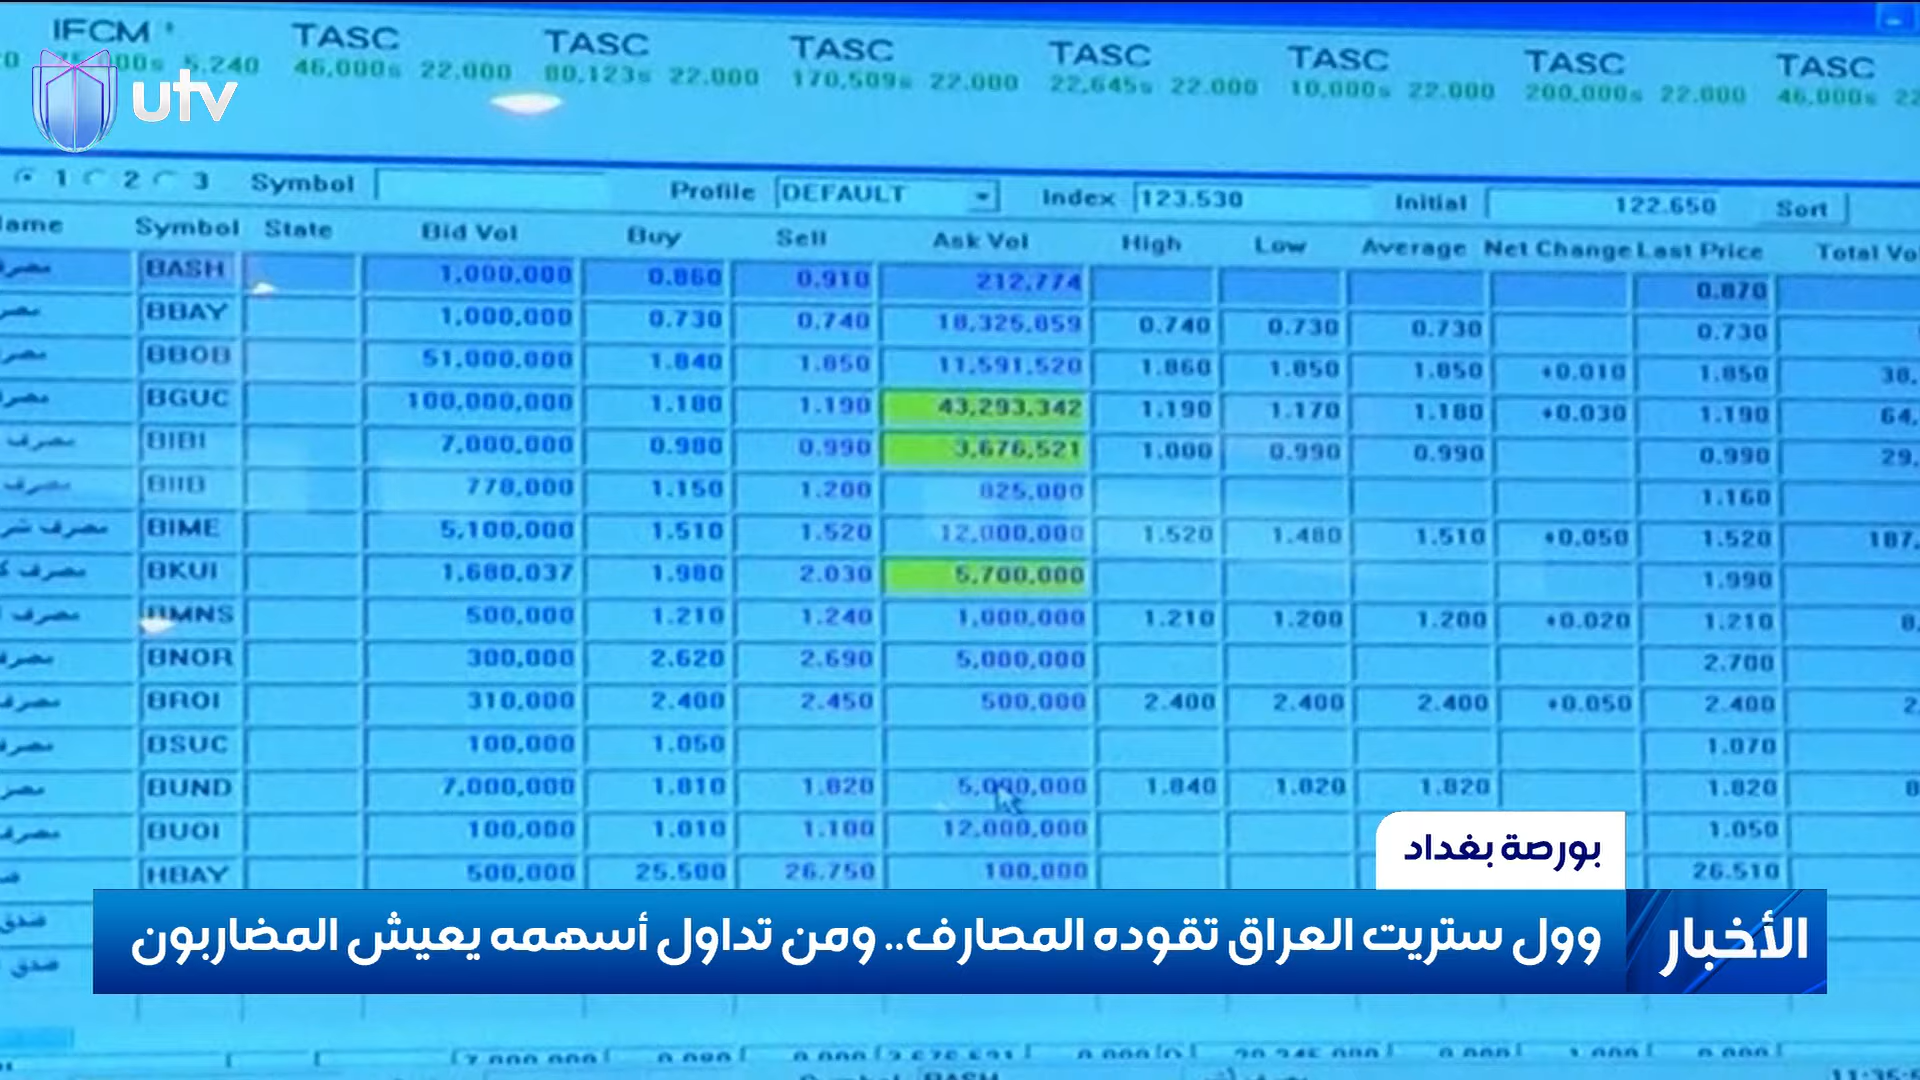 IFCM TASC TASC TASC TASC TASC TASC TASC
5.240 46,000s 22.000 80,123s 22.000 170,509s 22.000 22,645s 22.000 10,000s 22.000 200,000s 22.000 46,000s
utv
1 2 3 Symbol Profile DEFAULT Index 123.530 Initial 122.650 Sort
Symbol State Bid Vol Buy Sell Ask Vol High Low Average Net Change Last Price
BASH 1,000,000 0.860 0.910 212,774 0.870
BBAY 1,000,000 0.730 0.740 18,325,859 0.740 0.730 0.730 0.730
BBOB 51,000,000 1.840 1.850 11,591,520 1.860 1.850 1.850 +0.010 1.850
BGUC 100,000,000 1.180 1.190 43,293,342 1.190 1.170 1.180 +0.030 1.190
مصرف BIBI 7,000,000 0.980 0.990 3,676,521 1.000 0.990 0.990 0.990
مصرف BIIB 778,000 1.150 1.200 825,000 1.160
مصرف BIME 5,100,000 1.510 1.520 12,000,000 1.520 1.480 1.510 +0.050 1.520
مصرف BKUI 1,680,037 1.980 2.030 5,700,000 1.990
مصرف BMNS 500,000 1.210 1.240 1,000,000 1.210 1.200 1.200 +0.020 1.210
BNOR 300,000 2.620 2.690 5,000,000 2.700
BROI 310,000 2.400 2.450 500,000 2.400 2.400 2.400 +0.050 2.400
BSUC 100,000 1.050 1.070
BUND 7,000,000 1.810 1.820 5,000,000 1.840 1.820 1.820 1.820
BUOI 100,000 1.010 1.100 12,000,000 1.050
HBAY 500,000 25.500 26.750 100,000 26.510
بورصة بغداد
الأخبار
وول ستريت العراق تقوده المصارف.. ومن تداول أسهمه يعيش المضاربون